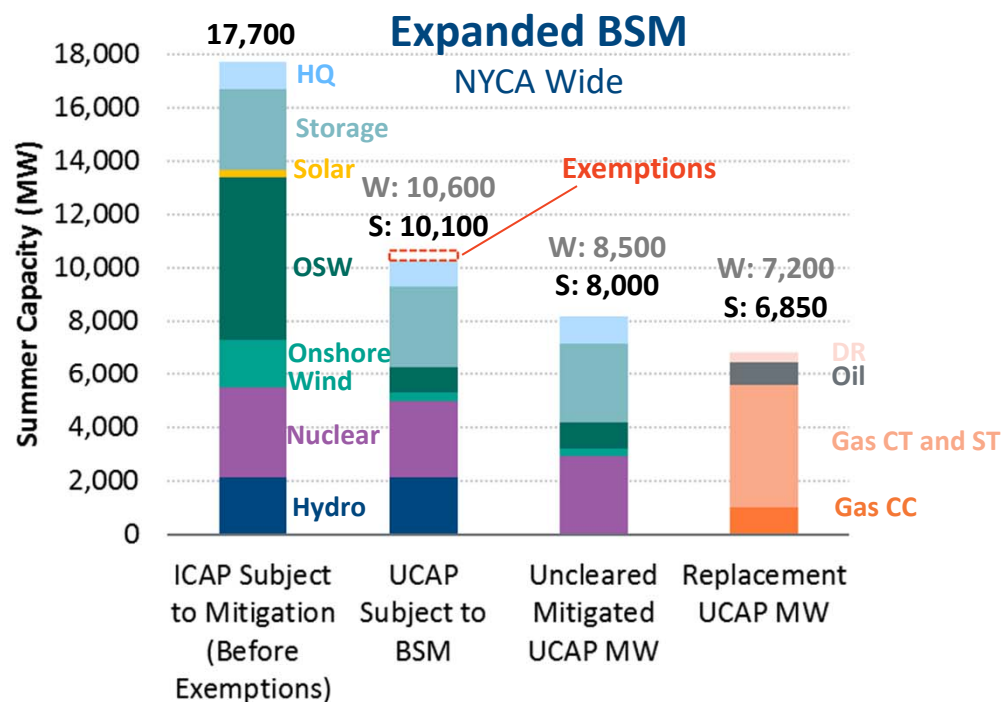 Expanded BSM
NYCA Wide
Summer Capacity (MW)
18,000
16,000
14,000
12,000
10,000
8,000
6,000
4,000
2,000
0
17,700
HQ
Storage
Solar
OSW
Onshore
Wind
Nuclear
Hydro
Exemptions
W: 10,600
S: 10,100
W: 8,500
S: 8,000
W: 7,200
S: 6,850
DR
Oil
Gas CT and ST
Gas CC
ICAP Subject
to Mitigation
(Before
Exemptions)
UCAP
Subject to
BSM
Uncleared
Mitigated
UCAP MW
Replacement
UCAP MW